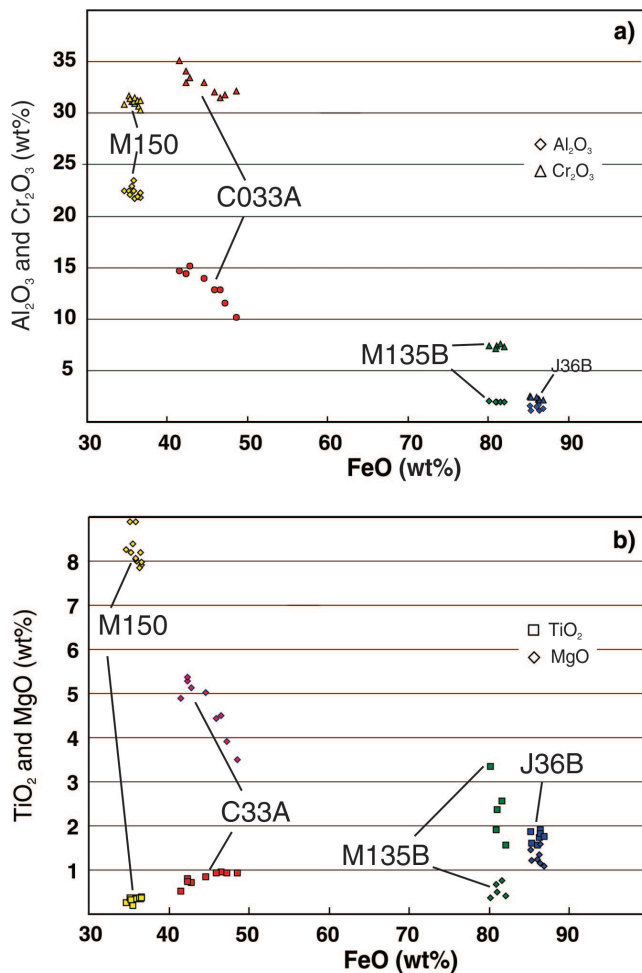 a)
35
30
25
20
15
10
5
Al₂O₃ and Cr₂O₃ (wt%)
M150
C033A
Al₂O₃
Cr₂O₃
M135B
J36B
30 40 50 60 70 80 90
FeO (wt%)
b)
8
7
6
5
4
3
2
1
TiO₂ and MgO (wt%)
M150
TiO₂
MgO
J36B
C33A
M135B
30 40 50 60 70 80 90
FeO (wt%)